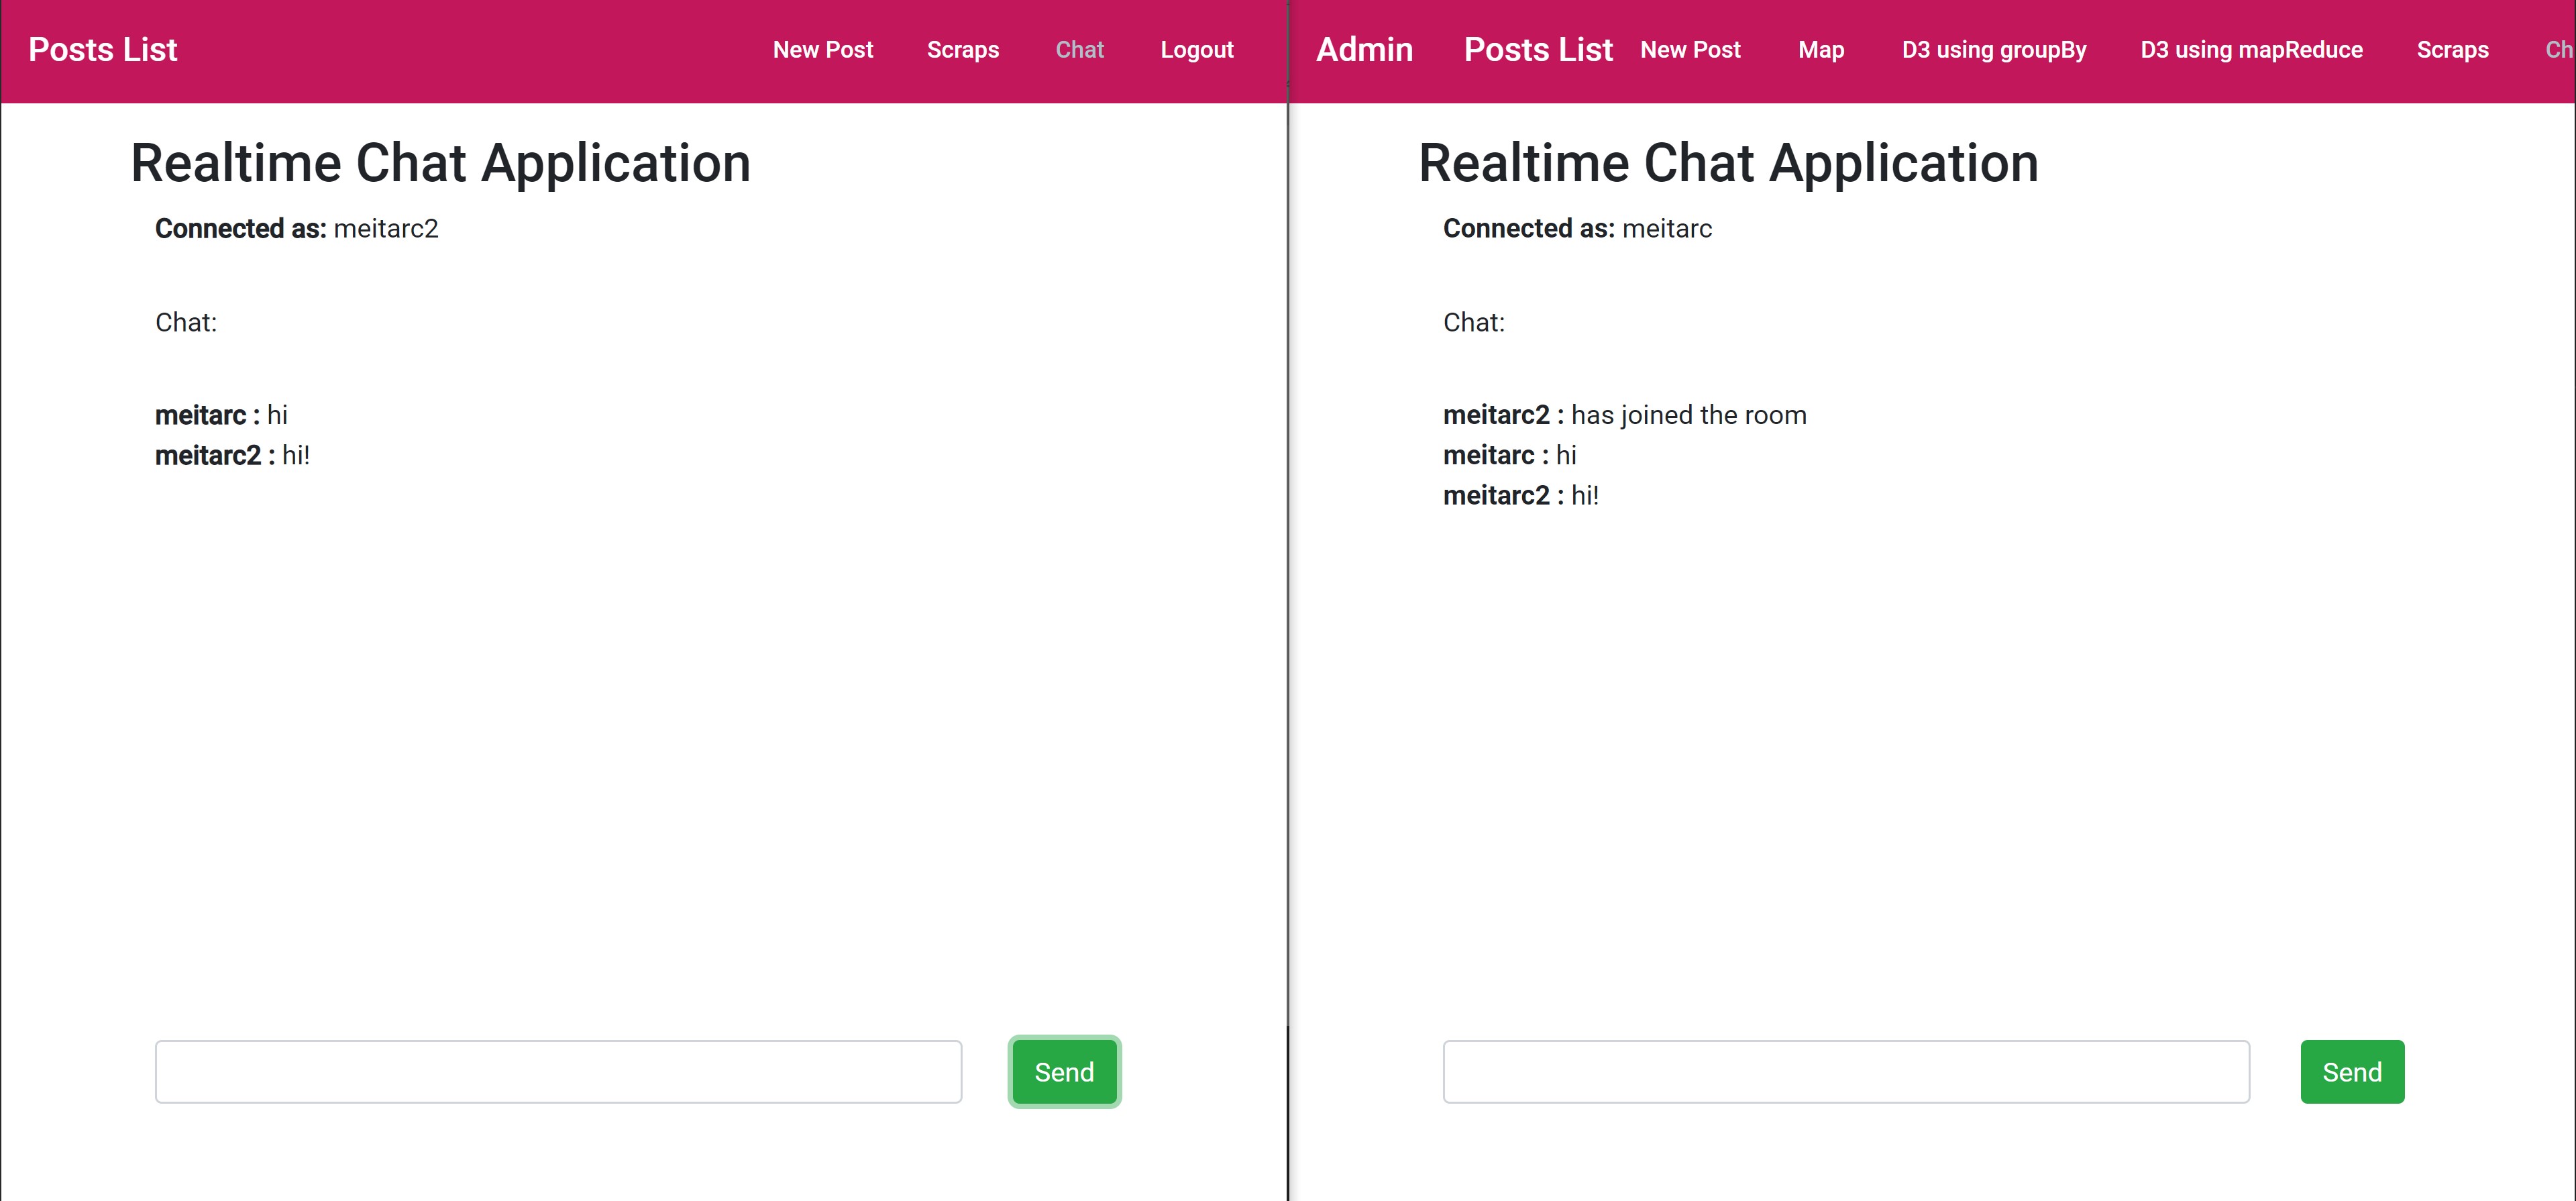 Posts List New Post Scraps Chat Logout
Realtime Chat Application
Connected as: meitarc2
Chat:
meitarc : hi
meitarc2 : hi!
Send
Admin Posts List New Post Map D3 using groupBy D3 using mapReduce Scraps Ch
Realtime Chat Application
Connected as: meitarc
Chat:
meitarc2 : has joined the room
meitarc : hi
meitarc2 : hi!
Send